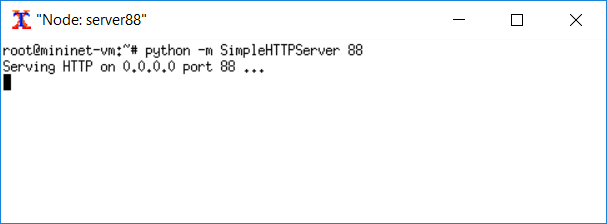 "Node: server88"
root@mininet-vm:~# python -m SimpleHTTPServer 88
Serving HTTP on 0.0.0.0 port 88 ...